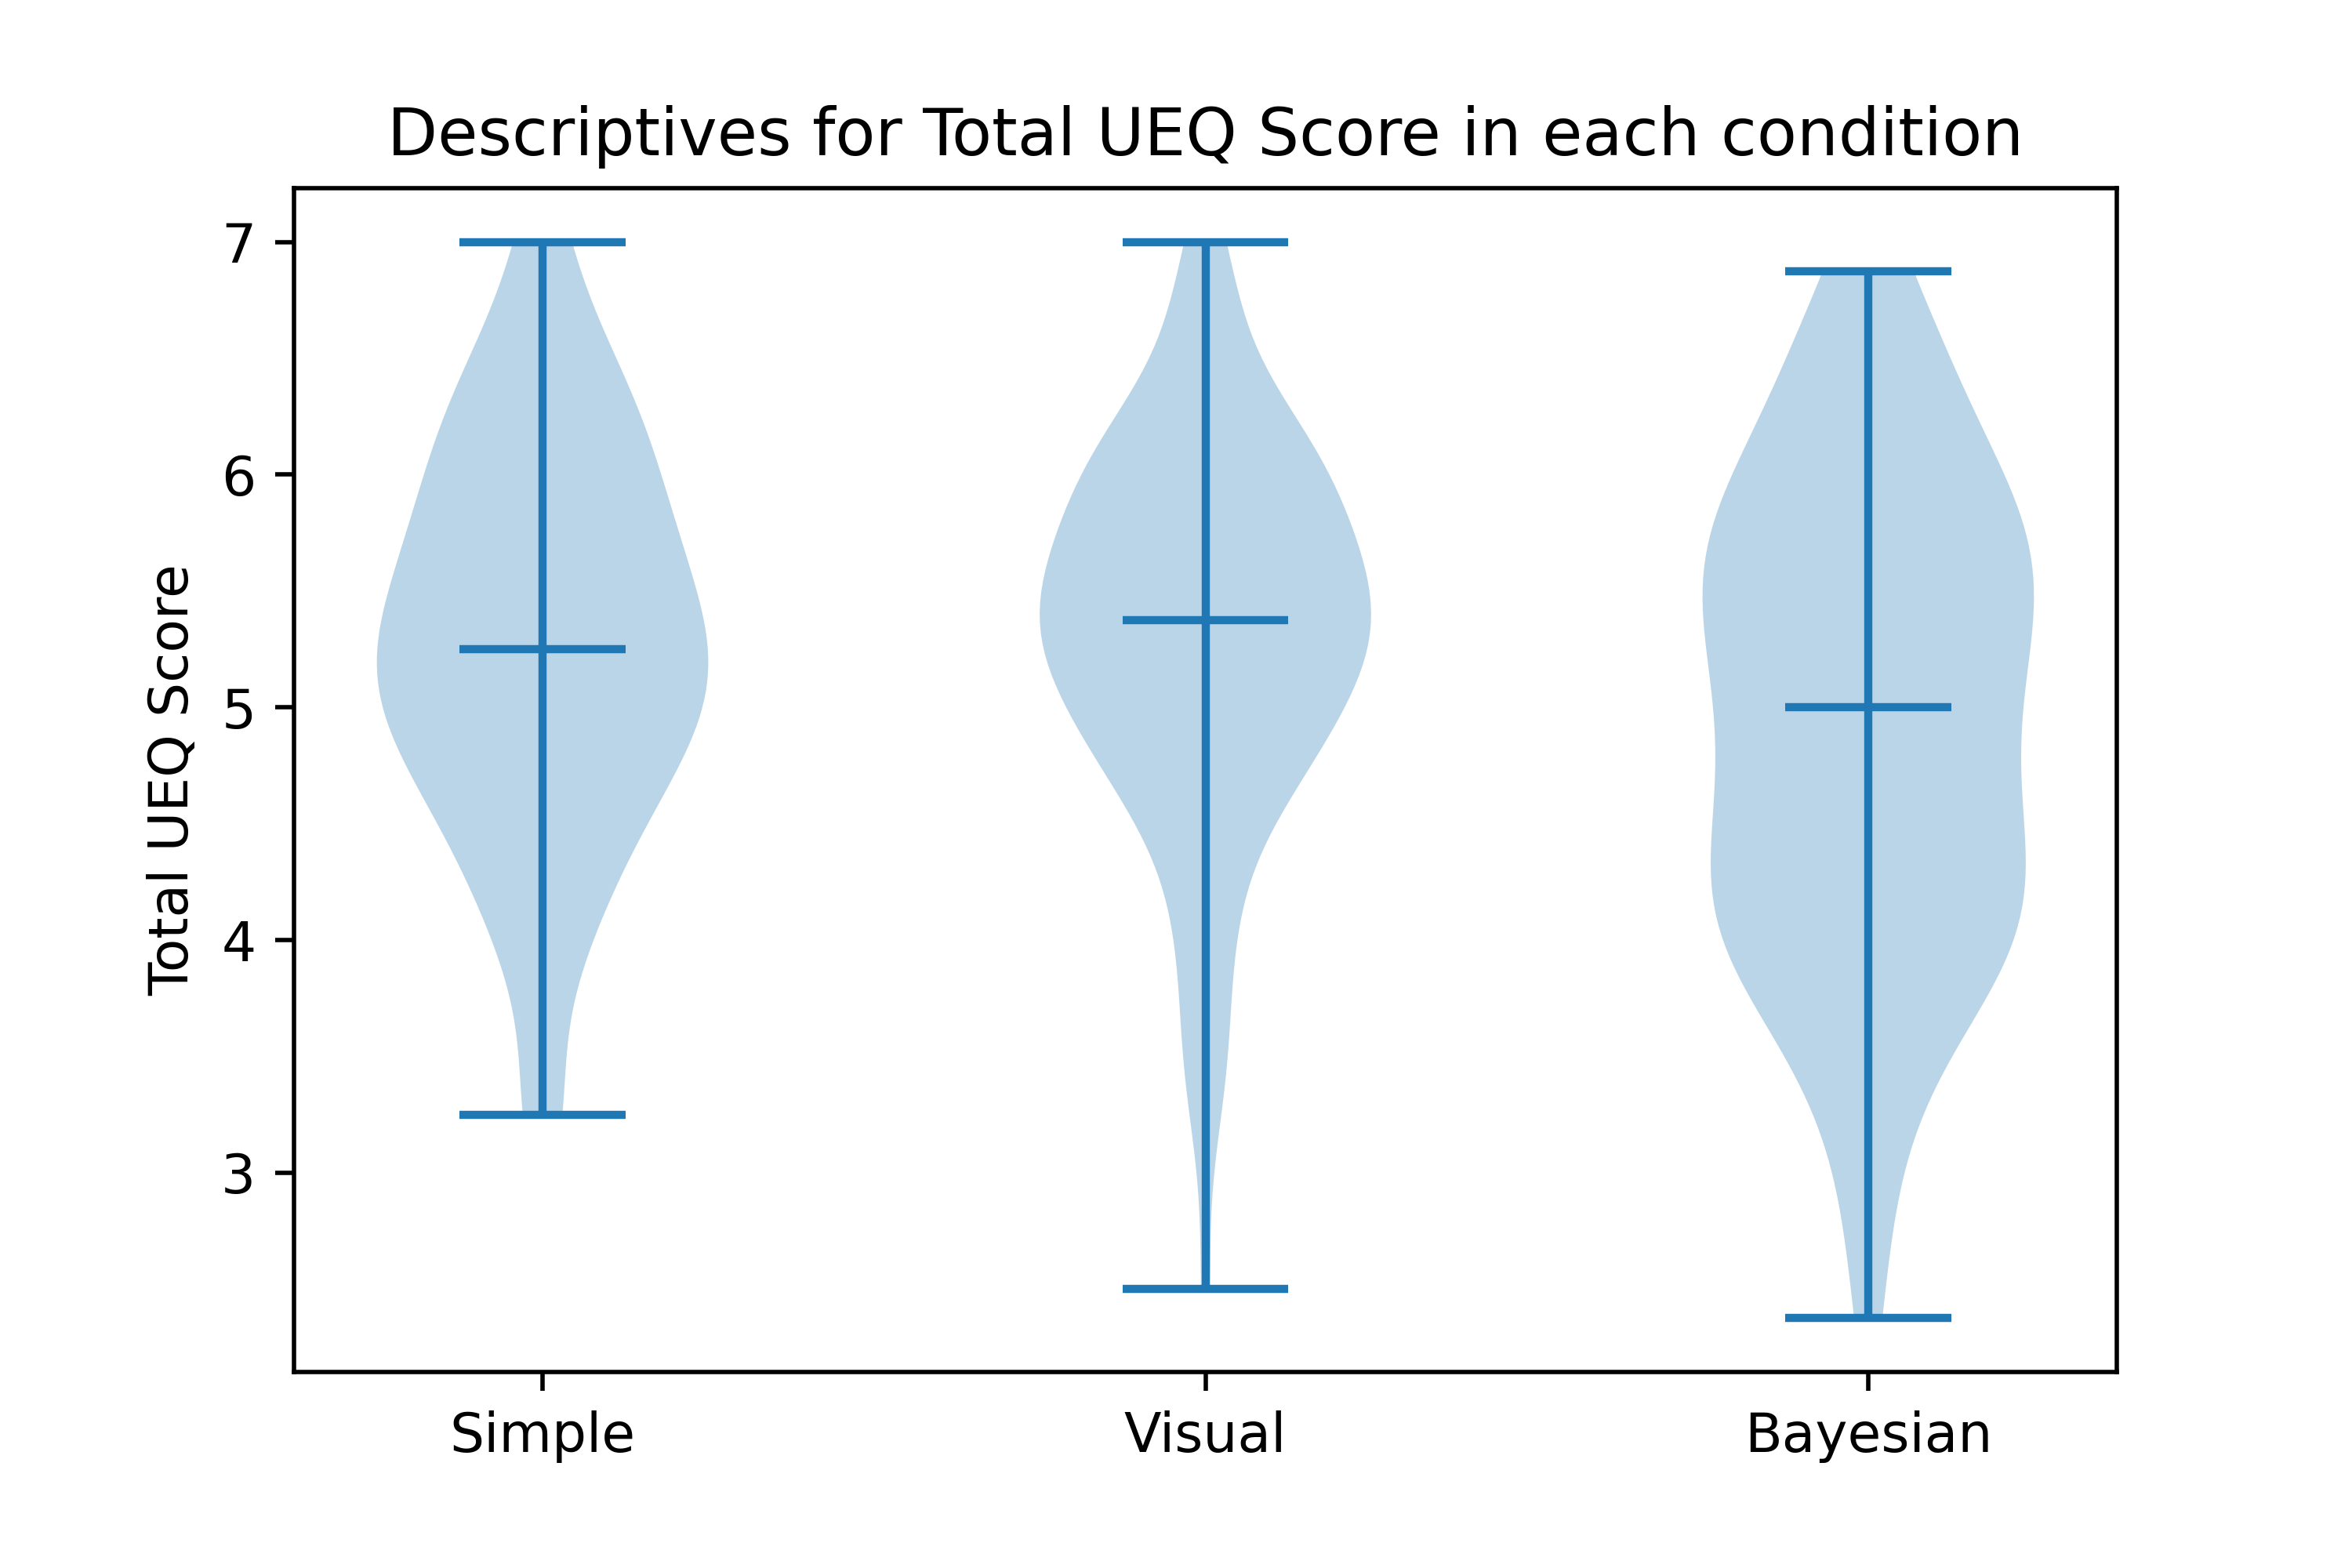 Descriptives for Total UEQ Score in each condition
Total UEQ Score
7
6
5
4
3
Simple
Visual
Bayesian